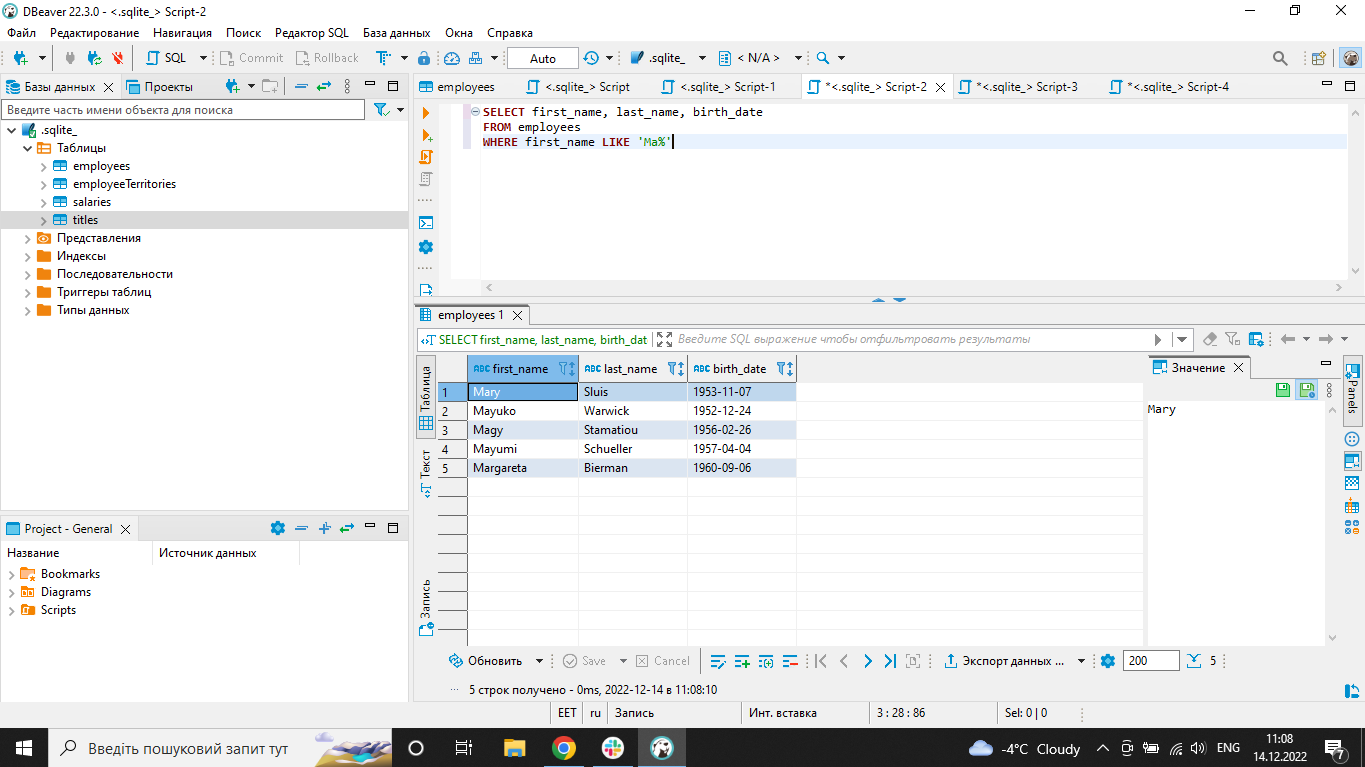 DBeaver 22.3.0 - <.sqlite_> Script-2
Файл Редактирование Навигация Поиск Редактор SQL База данных Окна Справка
SQL Commit Rollback Auto .sqlite_ < N/A >
Базы данных Проекты
Введите часть имени объекта для поиска
.sqlite_
Таблицы
employees
employeeTerritories
salaries
titles
Представления
Индексы
Последовательности
Триггеры таблиц
Типы данных
Project - General
Название Источник данных
Bookmarks
Diagrams
Scripts
employees <.sqlite_> Script <.sqlite_> Script-1 *<.sqlite_> Script-2 *<.sqlite_> Script-3 *<.sqlite_> Script-4
SELECT first_name, last_name, birth_date
FROM employees
WHERE first_name LIKE 'Ma%'
employees 1
SELECT first_name, last_name, birth_dat Введите SQL выражение чтобы отфильтровать результаты
Таблица
Текст
Запись
ABC first_name ABC last_name ABC birth_date
1 Mary Sluis 1953-11-07
2 Mayuko Warwick 1952-12-24
3 Magy Stamatiou 1956-02-26
4 Mayumi Schueller 1957-04-04
5 Margareta Bierman 1960-09-06
Значение
Mary
Panels
Обновить Save Cancel Экспорт данных ... 200 5
5 строк получено - 0ms, 2022-12-14 в 11:08:10
EET ru Запись Инт. вставка 3 : 28 : 86 Sel: 0 | 0
Введіть пошуковий запит тут
-4°C Cloudy ENG
11:08
14.12.2022
7